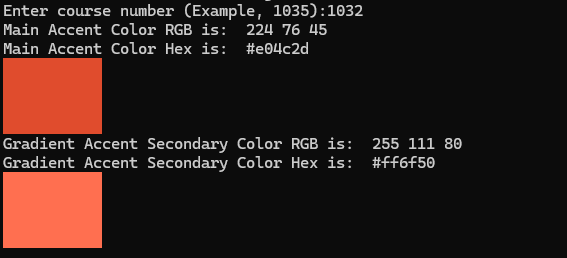 Enter course number (Example, 1035):1032
Main Accent Color RGB is:  224 76 45
Main Accent Color Hex is:  #e04c2d
Gradient Accent Secondary Color RGB is:  255 111 80
Gradient Accent Secondary Color Hex is:  #ff6f50